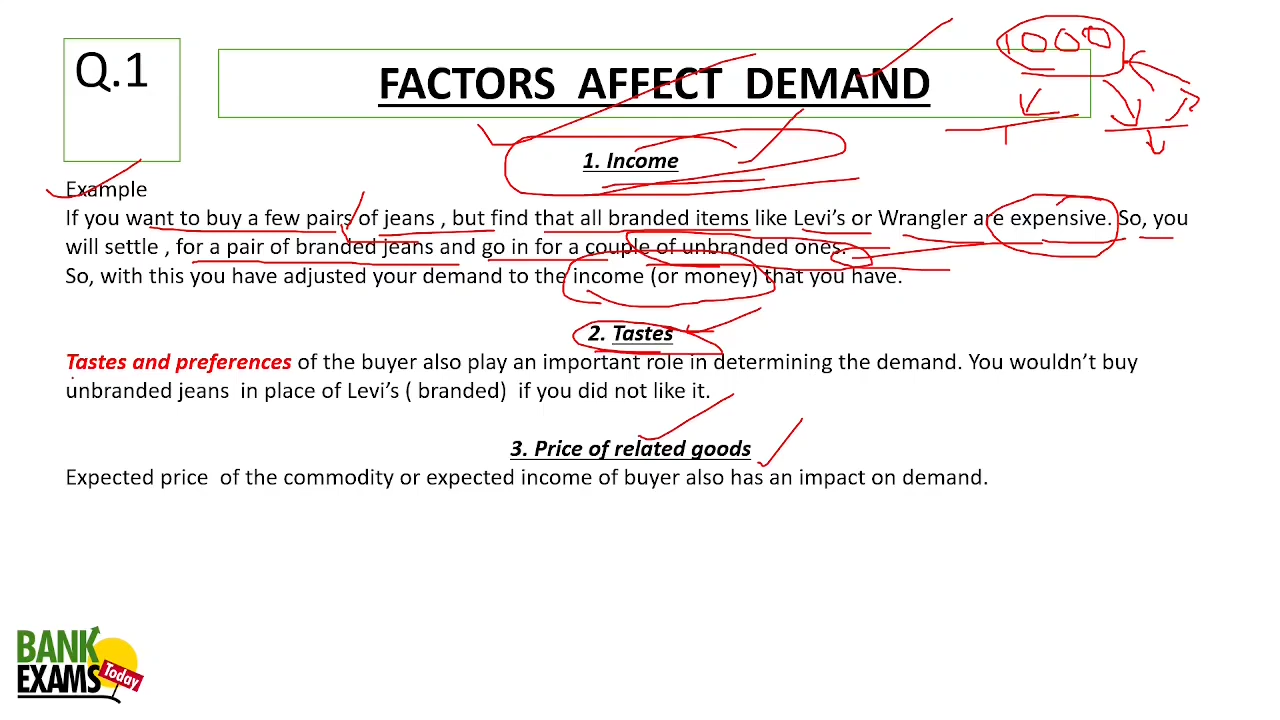 Q.1
FACTORS AFFECT DEMAND
1000
1. Income
Example
If you want to buy a few pairs of jeans , but find that all branded items like Levi's or Wrangler are expensive. So, you
will settle , for a pair of branded jeans and go in for a couple of unbranded ones.
So, with this you have adjusted your demand to the income (or money) that you have.
2. Tastes
Tastes and preferences of the buyer also play an important role in determining the demand. You wouldn't buy
unbranded jeans in place of Levi's ( branded) if you did not like it.
3. Price of related goods
Expected price of the commodity or expected income of buyer also has an impact on demand.
BANK
EXAMS
Today